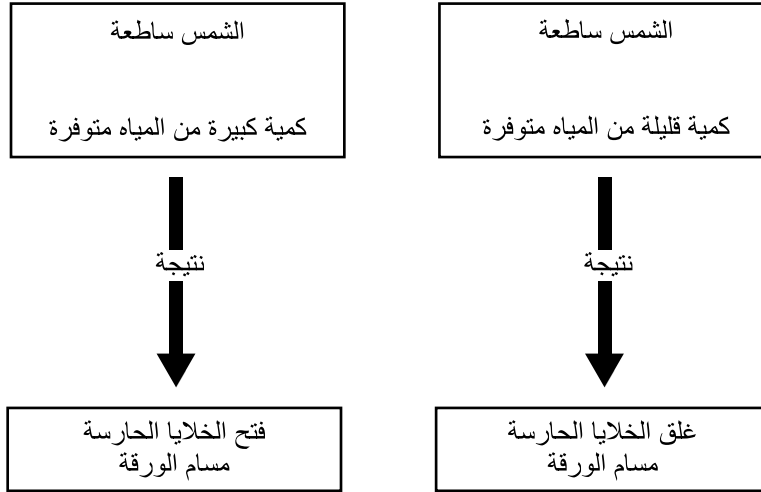 الشمس ساطعة
كمية قليلة من المياه متوفرة
نتيجة
غلق الخلايا الحارسة
مسام الورقة
الشمس ساطعة
كمية كبيرة من المياه متوفرة
نتيجة
فتح الخلايا الحارسة
مسام الورقة